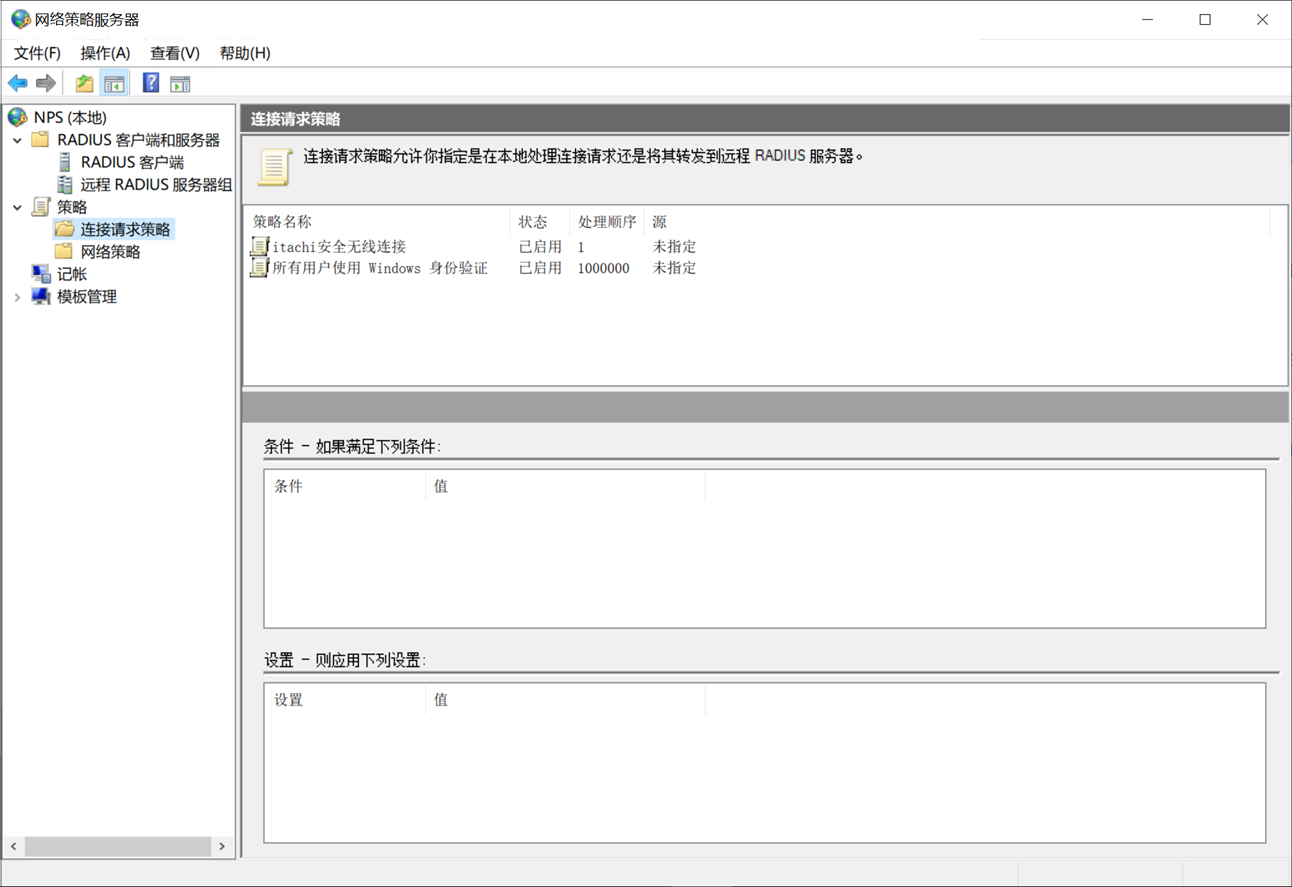 网络策略服务器
文件(F) 操作(A) 查看(V) 帮助(H)
NPS (本地)
RADIUS 客户端和服务器
RADIUS 客户端
远程 RADIUS 服务器组
策略
连接请求策略
网络策略
记帐
模板管理
连接请求策略
连接请求策略允许你指定是在本地处理连接请求还是将其转发到远程 RADIUS 服务器。
策略名称 状态 处理顺序 源
itachi安全无线连接 已启用 1 未指定
所有用户使用 Windows 身份验证 已启用 1000000 未指定
条件 - 如果满足下列条件:
条件 值
设置 - 则应用下列设置:
设置 值